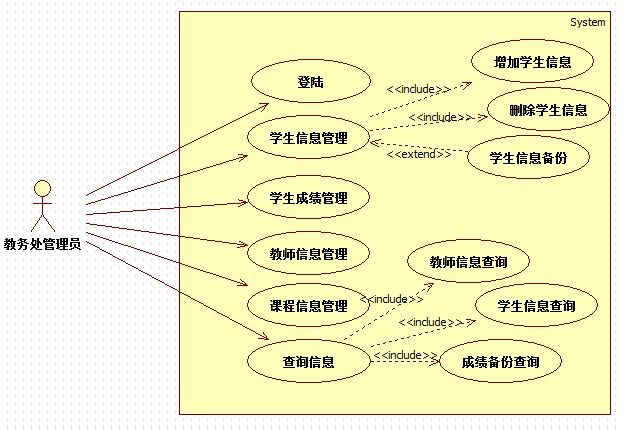 System
增加学生信息
登陆
<<include>>
删除学生信息
<<include>>
学生信息管理
<<extend>>
学生信息备份
学生成绩管理
教务处管理员
教师信息管理
教师信息查询
课程信息管理
<<include>>
学生信息查询
<<include>>
查询信息
<<include>>
成绩备份查询